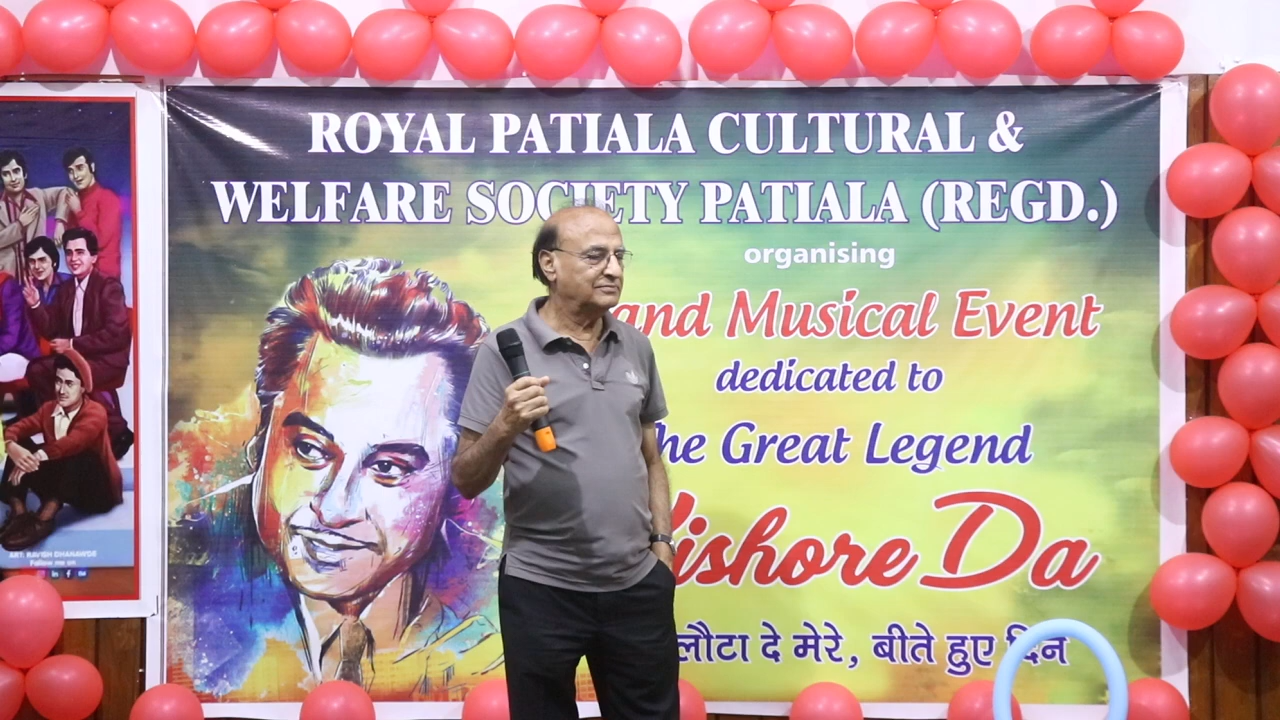 ROYAL PATIALA CULTURAL &
WELFARE SOCIETY PATIALA (REGD.)
organising
and Musical Event
dedicated to
he Great Legend
ishore Da
लौटा दे मेरे, बीते हुए दिन
ART: RAVISH DHANAWDE
Follow me on